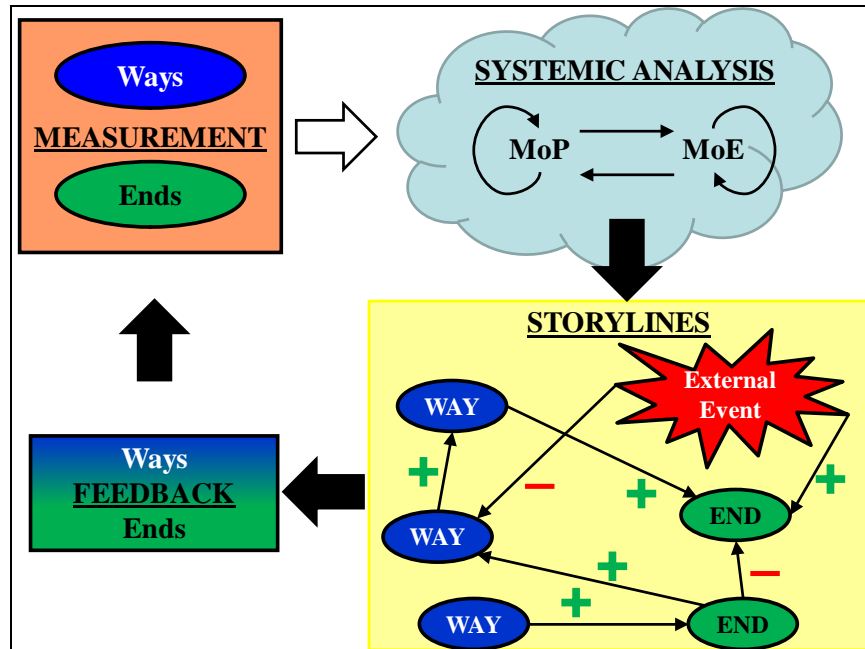 Ways
MEASUREMENT
Ends
SYSTEMIC ANALYSIS
MoP
MoE
STORYLINES
External
Event
WAY
+
+
−
+
WAY
END
+
−
+
WAY
END
Ways
FEEDBACK
Ends